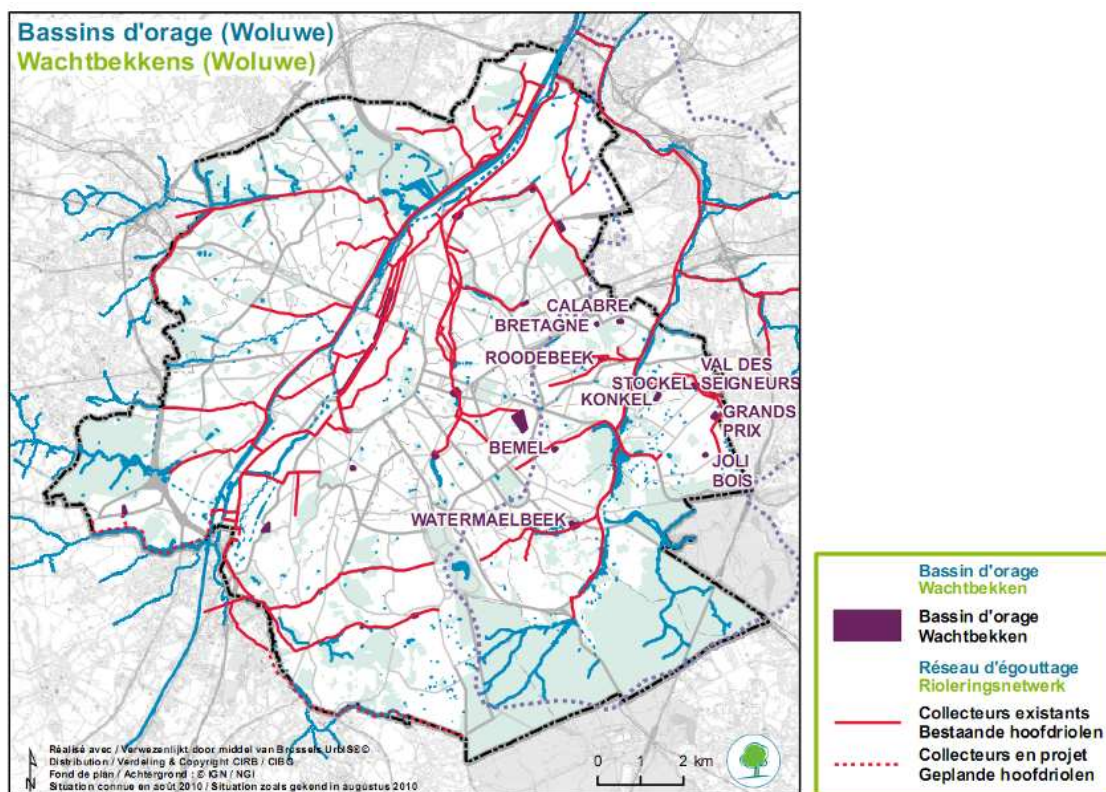 Bassins d'orage (Woluwe)
Wachtbekkens (Woluwe)
CALABRE
BRETAGNE
ROODEBEEK
VAL DES
STOCKEL SEIGNEURS
KONKEL
GRANDS
PRIX
BEMEL
JOLI
BOIS
WATERMAELBEEK
N
Réalisé avec / Verwezenlijkt door middel van Brussels UrbIS®©
Distribution / Verdeling & Copyright CIRB / CIBG
Fond de plan / Achtergrond : © IGN / NGI
Situation connue en août 2010 / Situation zoals gekend in augustus 2010
0 1 2 km
Bassin d'orage
Wachtbekken
Bassin d'orage
Wachtbekken
Réseau d'égouttage
Rioleringsnetwerk
Collecteurs existants
Bestaande hoofdriolen
Collecteurs en projet
Geplande hoofdriolen